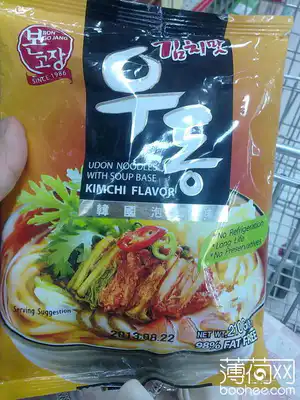 본
고장
BON
GO JANG
SINCE 1986
김치맛
우동
UDON NOODLES
WITH SOUP BASE
KIMCHI FLAVOR
韓國泡
No Refrigeration
Long Life
No Preservatives
Serving Suggestion
2013.08.22
NET WT.
98% FAT FREE
薄荷网
boohee.com